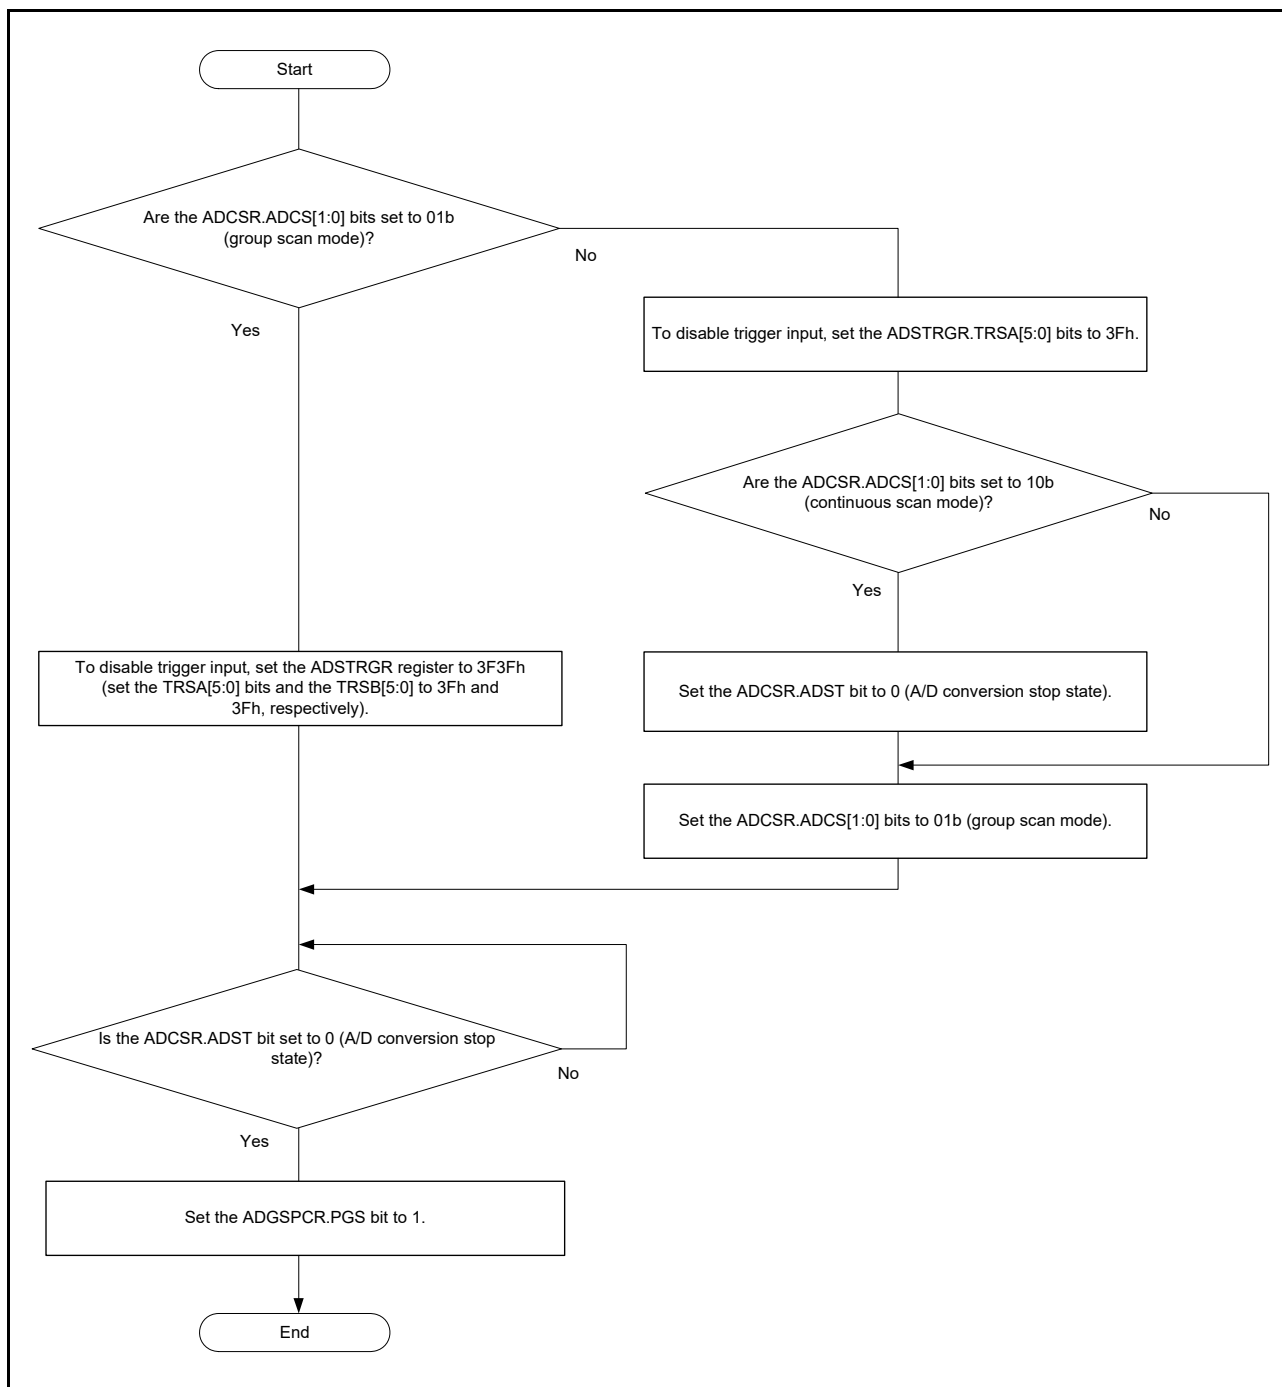 Start
Are the ADCSR.ADCS[1:0] bits set to 01b
(group scan mode)?
No
Yes
To disable trigger input, set the ADSTRGR.TRSA[5:0] bits to 3Fh.
Are the ADCSR.ADCS[1:0] bits set to 10b
(continuous scan mode)?
No
Yes
To disable trigger input, set the ADSTRGR register to 3F3Fh
(set the TRSA[5:0] bits and the TRSB[5:0] to 3Fh and
3Fh, respectively).
Set the ADCSR.ADST bit to 0 (A/D conversion stop state).
Set the ADCSR.ADCS[1:0] bits to 01b (group scan mode).
Is the ADCSR.ADST bit set to 0 (A/D conversion stop
state)?
No
Yes
Set the ADGSPCR.PGS bit to 1.
End